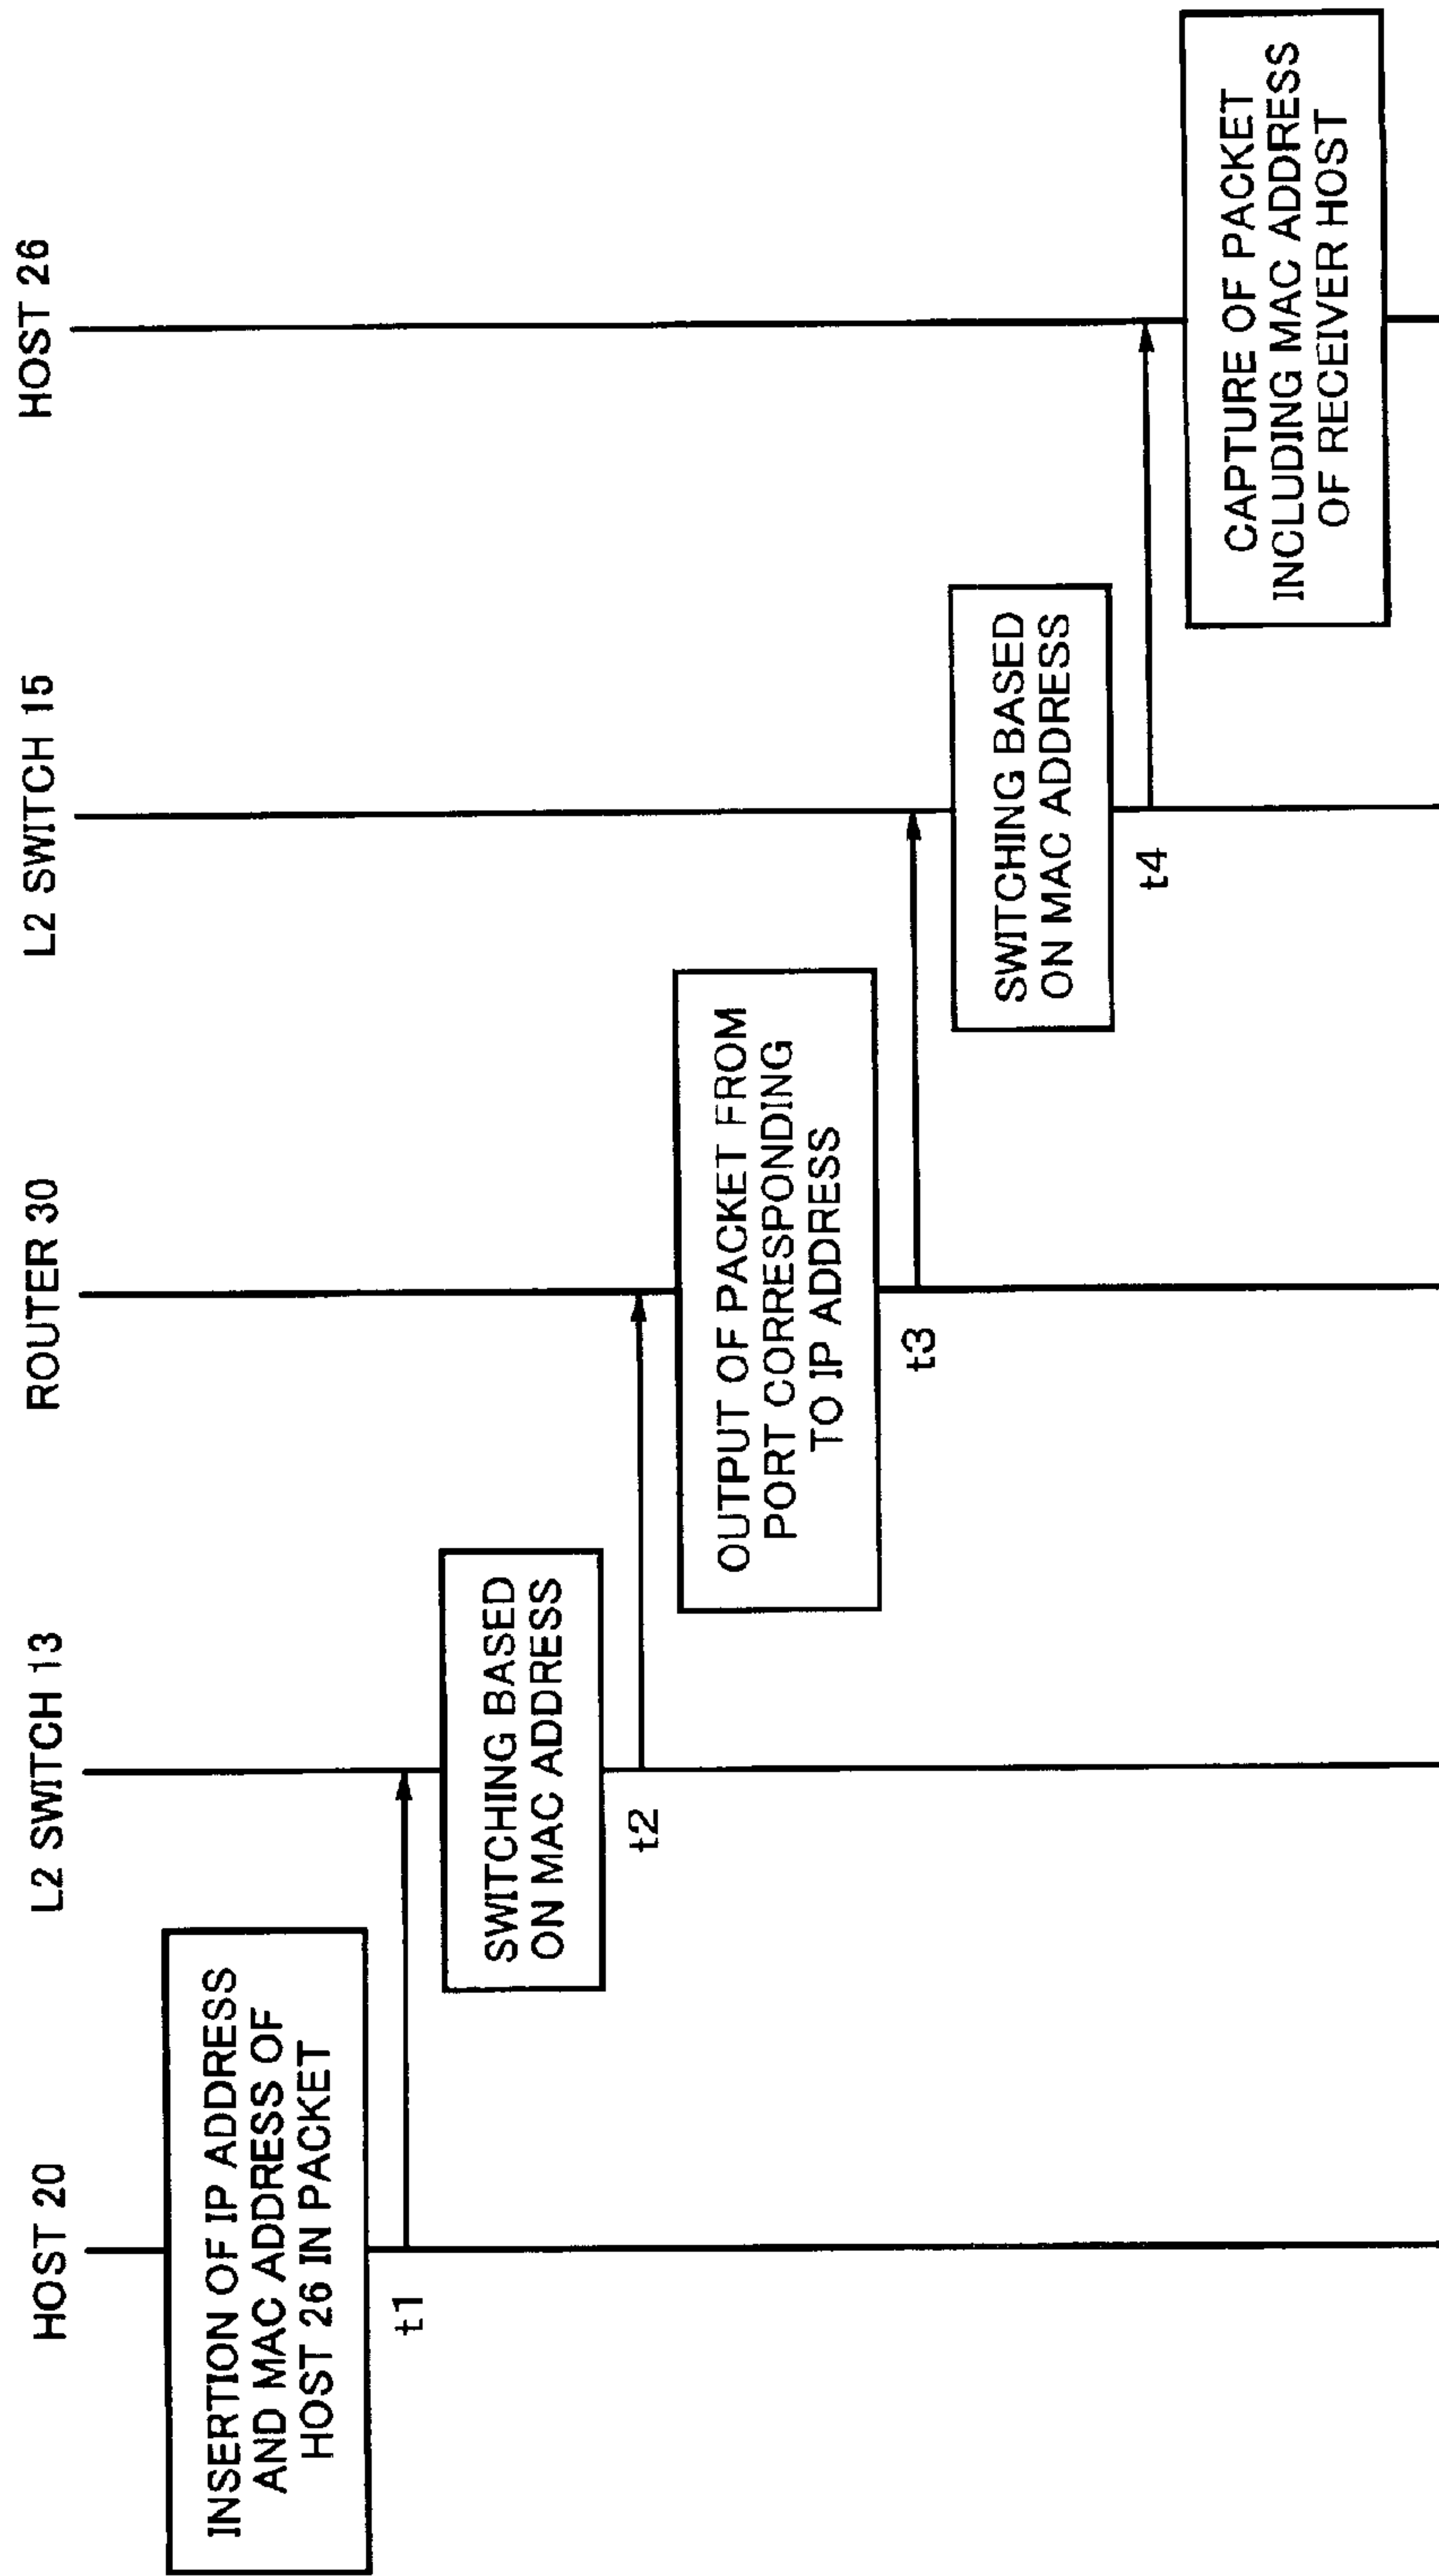 HOST 20
L2 SWITCH 13
ROUTER 30
L2 SWITCH 15
HOST 26
INSERTION OF IP ADDRESS
AND MAC ADDRESS OF
HOST 26 IN PACKET
t1
SWITCHING BASED
ON MAC ADDRESS
t2
OUTPUT OF PACKET FROM
PORT CORRESPONDING
TO IP ADDRESS
t3
SWITCHING BASED
ON MAC ADDRESS
t4
CAPTURE OF PACKET
INCLUDING MAC ADDRESS
OF RECEIVER HOST